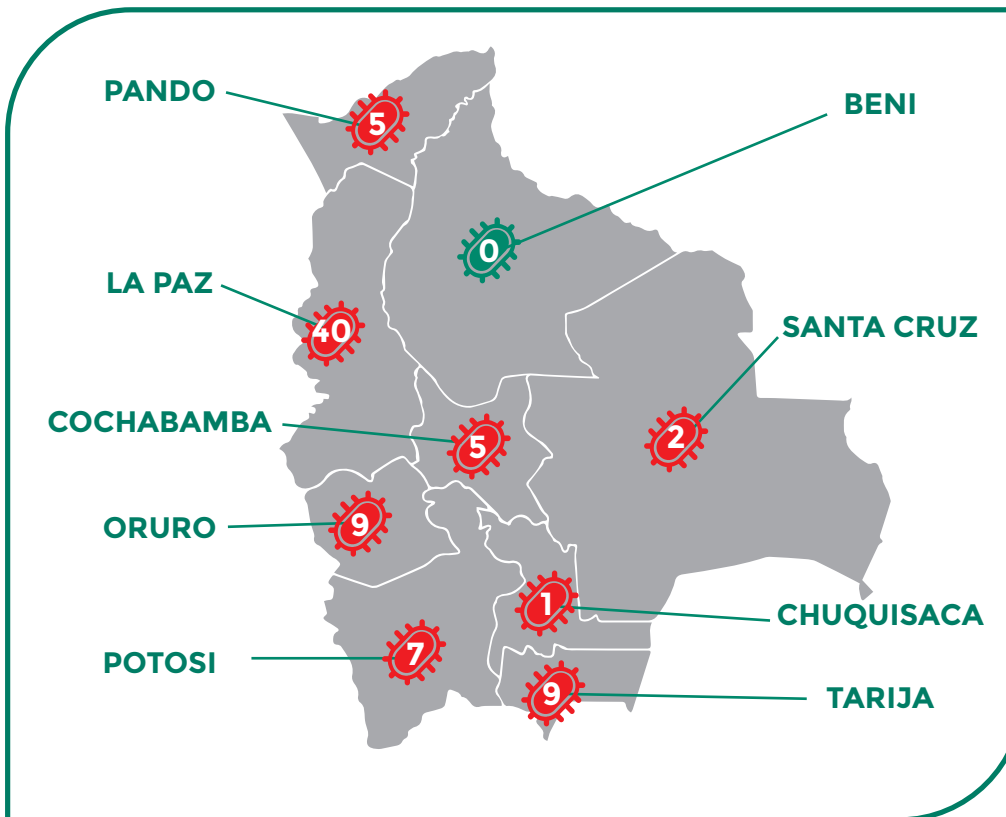 PANDO
5
BENI
0
LA PAZ
40
SANTA CRUZ
2
COCHABAMBA
5
ORURO
9
CHUQUISACA
1
POTOSI
7
TARIJA
9